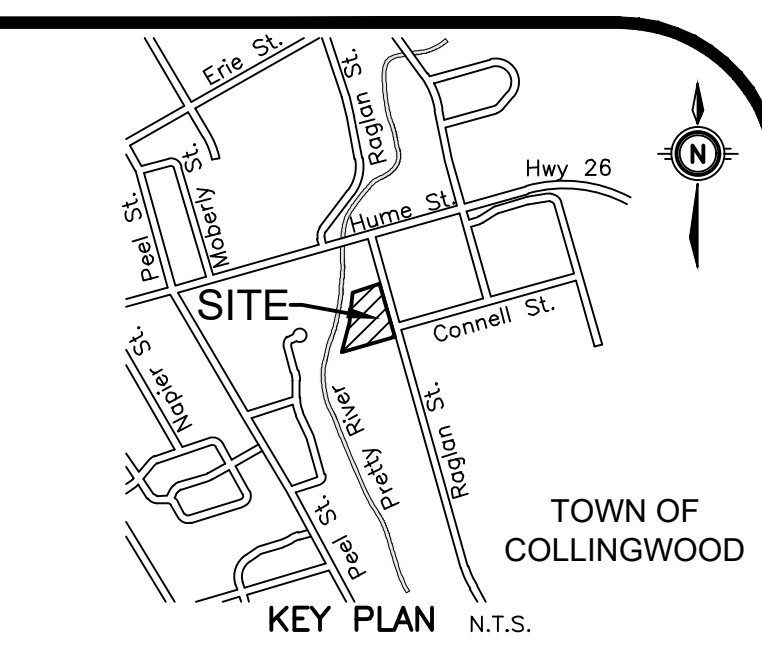 Erie St.
Raglan St.
N
Hwy 26
Moberly St.
Peel St.
Hume St.
SITE
Connell St.
Napier St.
Pretty River
Raglan St.
Peel St.
TOWN OF
COLLINGWOOD
KEY PLAN N.T.S.